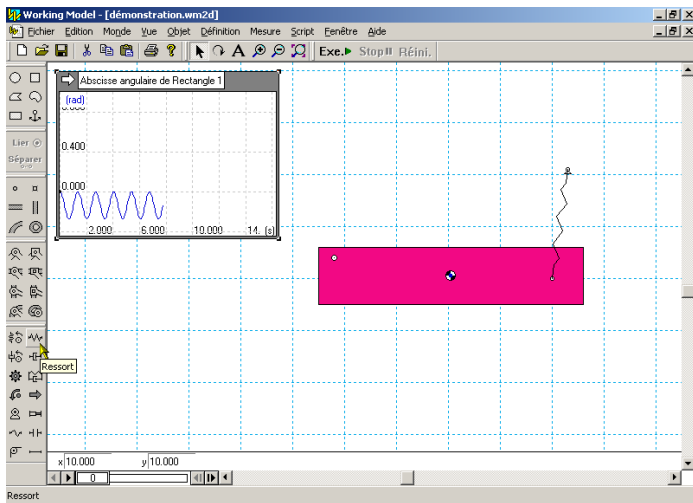 Working Model - [démonstration.wm2d]
Fichier Edition Monde Vue Objet Définition Mesure Script Fenêtre Aide
A Exe. Stop Réini.
Abscisse angulaire de Rectangle 1
(rad)
0.400
0.000
2.000 6.000 10.000 14. (s)
Lier
Séparer
Ressort
x 10.000 y 10.000
0
Ressort